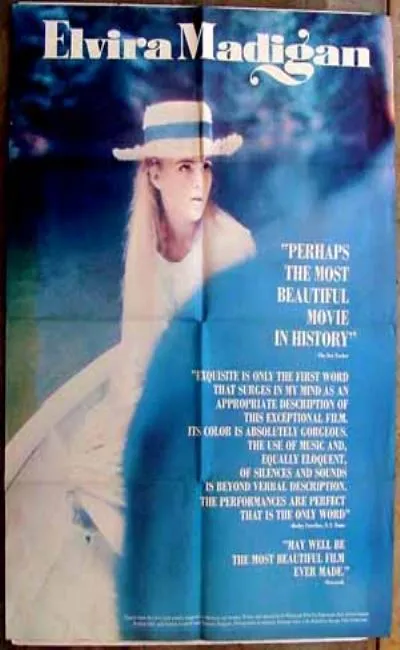 Elvira Madigan
"PERHAPS
THE MOST
BEAUTIFUL
MOVIE
IN HISTORY"
"EXQUISITE IS ONLY THE FIRST WORD
THAT SURGES IN MY MIND AS AN
APPROPRIATE DESCRIPTION OF
THIS EXCEPTIONAL FILM.
ITS COLOR IS ABSOLUTELY GORGEOUS.
THE USE OF MUSIC AND,
EQUALLY ELOQUENT,
OF SILENCES AND SOUNDS
IS BEYOND VERBAL DESCRIPTION.
THE PERFORMANCES ARE PERFECT
THAT IS THE ONLY WORD"
"MAY WELL BE
THE MOST BEAUTIFUL FILM
EVER MADE."